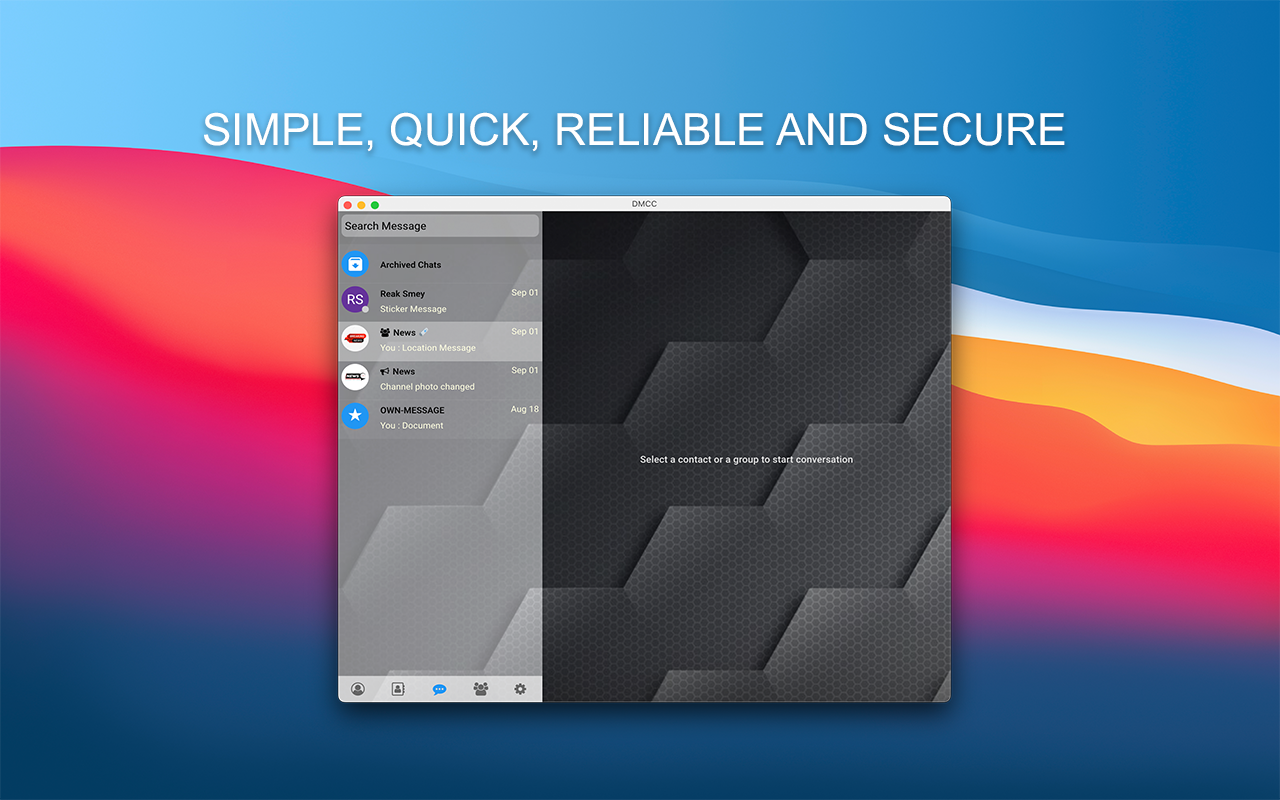 SIMPLE, QUICK, RELIABLE AND SECURE
DMCC
Search Message
Archived Chats
RS
Reak Smey
Sep 01
Sticker Message
News
Sep 01
You : Location Message
News
Sep 01
Channel photo changed
OWN-MESSAGE
Aug 18
You : Document
Select a contact or a group to start conversation